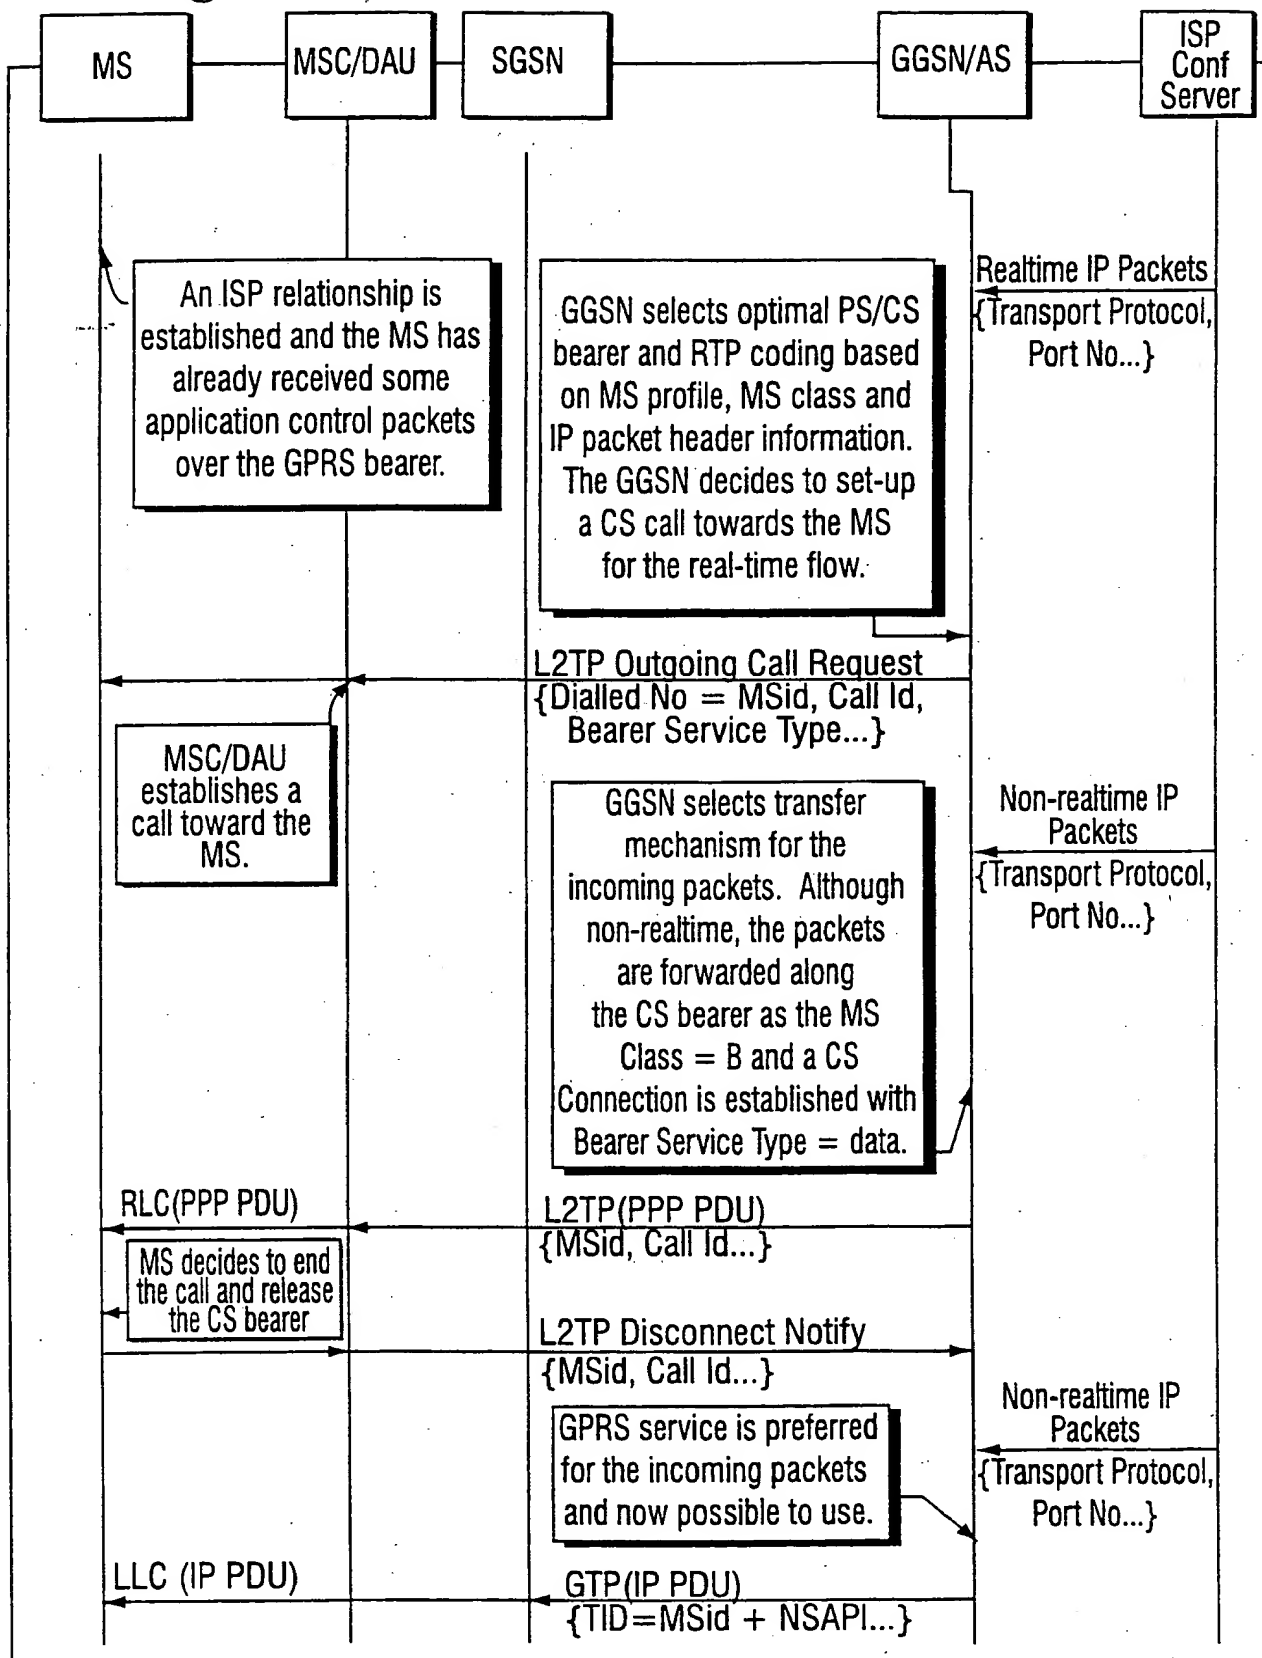 MS
MSC/DAU
SGSN
GGSN/AS
ISP
Conf
Server
An ISP relationship is
established and the MS has
already received some
application control packets
over the GPRS bearer.
GGSN selects optimal PS/CS
bearer and RTP coding based
on MS profile, MS class and
IP packet header information.
The GGSN decides to set-up
a CS call towards the MS
for the real-time flow.
Realtime IP Packets
{Transport Protocol,
Port No...}
L2TP Outgoing Call Request
{Dialled No = MSid, Call Id,
Bearer Service Type...}
MSC/DAU
establishes a
call toward the
MS.
GGSN selects transfer
mechanism for the
incoming packets. Although
non-realtime, the packets
are forwarded along
the CS bearer as the MS
Class = B and a CS
Connection is established with
Bearer Service Type = data.
Non-realtime IP
Packets
{Transport Protocol,
Port No...}
RLC(PPP PDU)
L2TP(PPP PDU)
{MSid, Call Id...}
MS decides to end
the call and release
the CS bearer
L2TP Disconnect Notify
{MSid, Call Id...}
GPRS service is preferred
for the incoming packets
and now possible to use.
Non-realtime IP
Packets
{Transport Protocol,
Port No...}
LLC (IP PDU)
GTP(IP PDU)
{TID=MSid + NSAPI...}